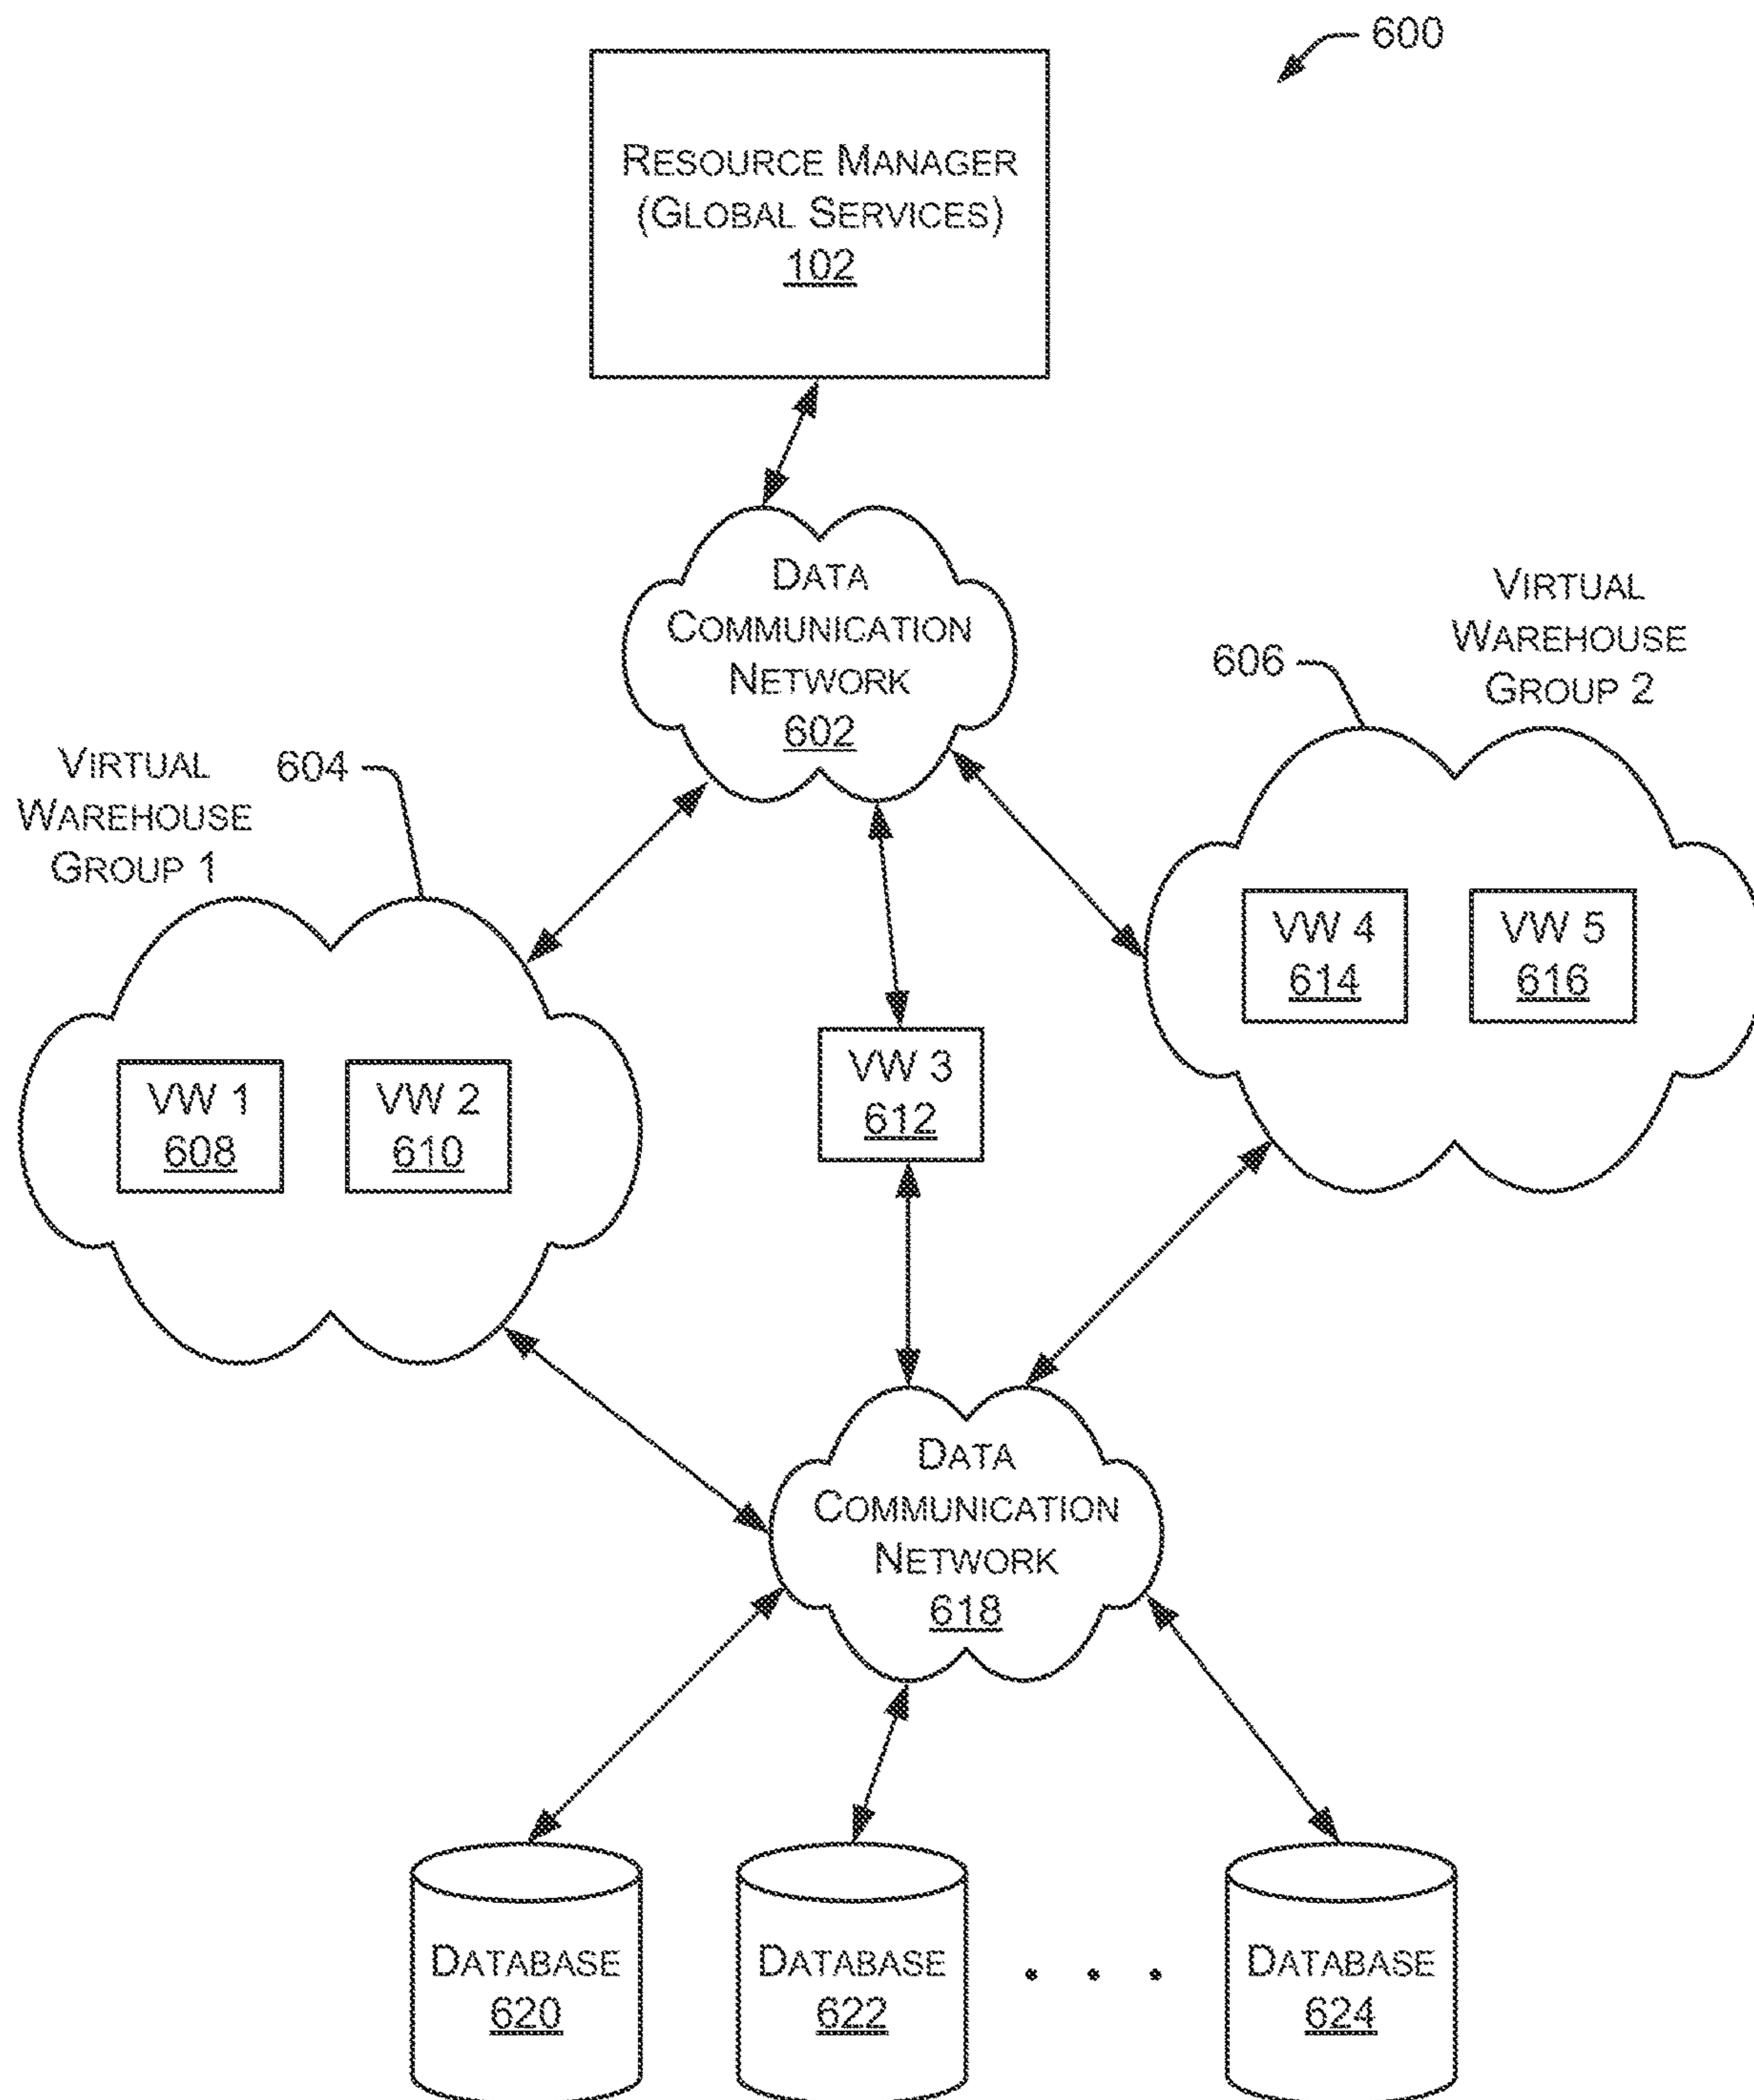 600
RESOURCE MANAGER
(GLOBAL SERVICES)
102
DATA
COMMUNICATION
NETWORK
602
VIRTUAL
WAREHOUSE
GROUP 2
606
VIRTUAL
WAREHOUSE
GROUP 1
604
VW 4
614
VW 5
616
VW 3
612
VW 1
608
VW 2
610
DATA
COMMUNICATION
NETWORK
618
DATABASE
620
DATABASE
622
. . .
DATABASE
624